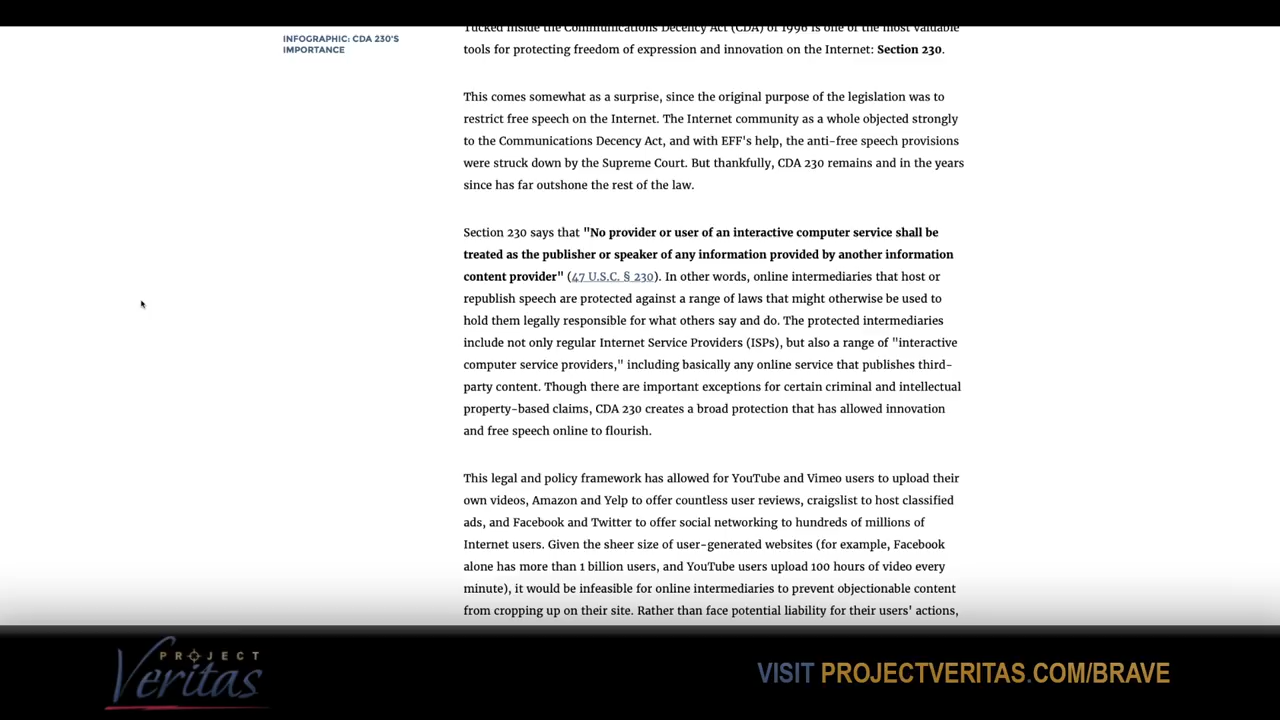 INFOGRAPHIC: CDA 230'S
IMPORTANCE
Tucked inside the Communications Decency Act (CDA) of 1996 is one of the most valuable
tools for protecting freedom of expression and innovation on the Internet: Section 230.
This comes somewhat as a surprise, since the original purpose of the legislation was to
restrict free speech on the Internet. The Internet community as a whole objected strongly
to the Communications Decency Act, and with EFF's help, the anti-free speech provisions
were struck down by the Supreme Court. But thankfully, CDA 230 remains and in the years
since has far outshone the rest of the law.
Section 230 says that "No provider or user of an interactive computer service shall be
treated as the publisher or speaker of any information provided by another information
content provider" (47 U.S.C. § 230). In other words, online intermediaries that host or
republish speech are protected against a range of laws that might otherwise be used to
hold them legally responsible for what others say and do. The protected intermediaries
include not only regular Internet Service Providers (ISPs), but also a range of "interactive
computer service providers," including basically any online service that publishes third-
party content. Though there are important exceptions for certain criminal and intellectual
property-based claims, CDA 230 creates a broad protection that has allowed innovation
and free speech online to flourish.
This legal and policy framework has allowed for YouTube and Vimeo users to upload their
own videos, Amazon and Yelp to offer countless user reviews, craigslist to host classified
ads, and Facebook and Twitter to offer social networking to hundreds of millions of
Internet users. Given the sheer size of user-generated websites (for example, Facebook
alone has more than 1 billion users, and YouTube users upload 100 hours of video every
minute), it would be infeasible for online intermediaries to prevent objectionable content
from cropping up on their site. Rather than face potential liability for their users' actions,
PROJECT
Veritas
VISIT PROJECTVERITAS.COM/BRAVE